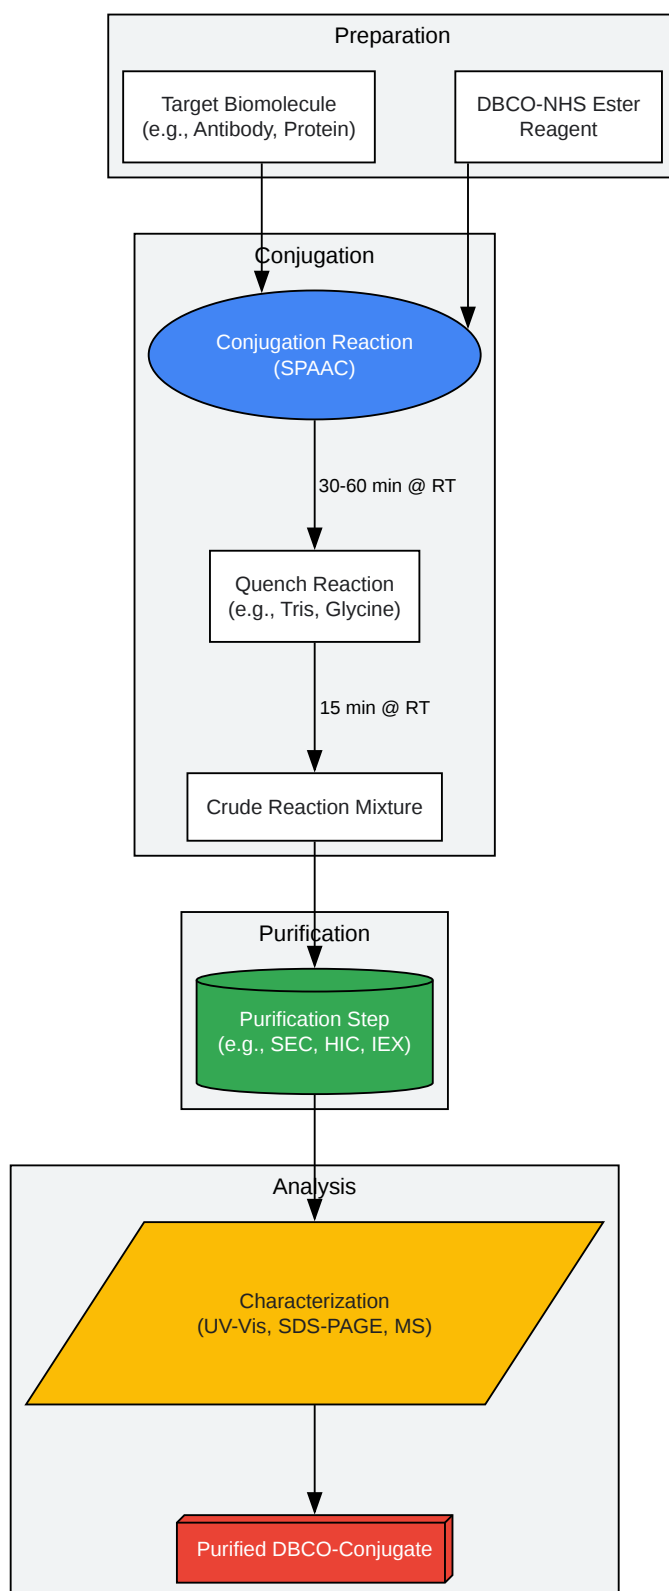 Preparation
Target Biomolecule
(e.g., Antibody, Protein)
DBCO-NHS Ester
Reagent
Conjugation
Conjugation Reaction
(SPAAC)
30-60 min @ RT
Quench Reaction
(e.g., Tris, Glycine)
15 min @ RT
Crude Reaction Mixture
Purification
Purification Step
(e.g., SEC, HIC, IEX)
Analysis
Characterization
(UV-Vis, SDS-PAGE, MS)
Purified DBCO-Conjugate